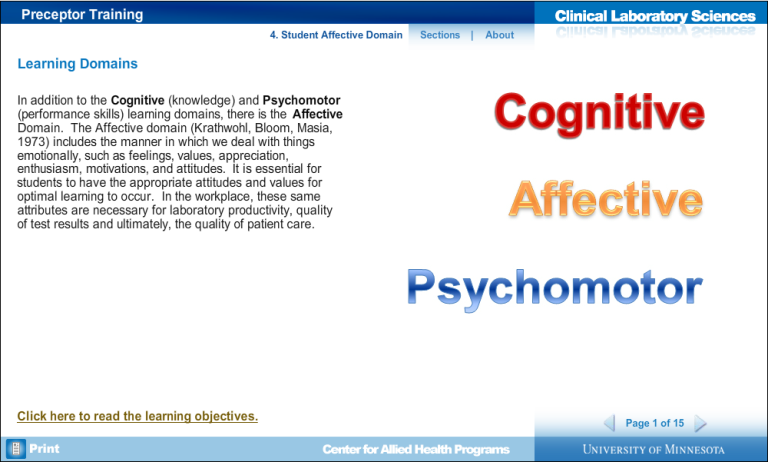 Preceptor Training
Clinical Laboratory Sciences
4. Student Affective Domain
Sections | About
Learning Domains
In addition to the Cognitive (knowledge) and Psychomotor
(performance skills) learning domains, there is the Affective
Domain. The Affective domain (Krathwohl, Bloom, Masia,
1973) includes the manner in which we deal with things
emotionally, such as feelings, values, appreciation,
enthusiasm, motivations, and attitudes. It is essential for
students to have the appropriate attitudes and values for
optimal learning to occur. In the workplace, these same
attributes are necessary for laboratory productivity, quality
of test results and ultimately, the quality of patient care.
Cognitive
Affective
Psychomotor
Click here to read the learning objectives.
Page 1 of 15
Print
Center for Allied Health Programs
UNIVERSITY OF MINNESOTA